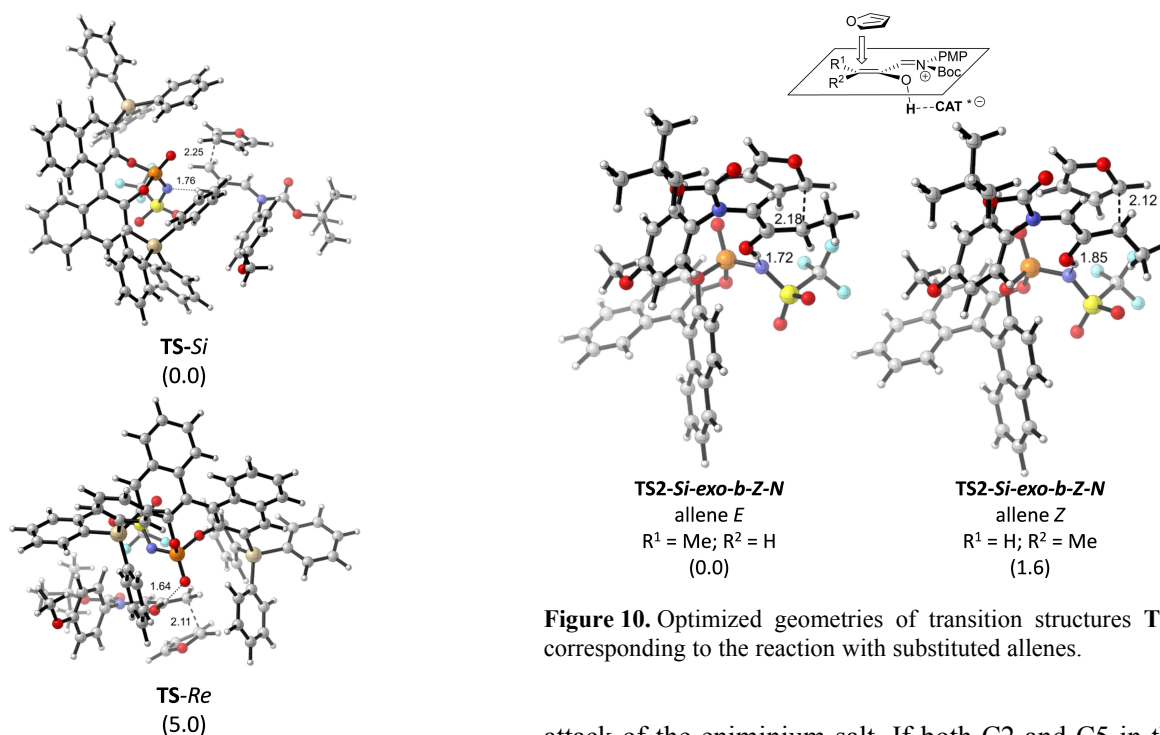 2.25
1.76
TS-Si
(0.0)
1.64
2.11
TS-Re
(5.0)
O
R¹ N PMP
R² ⊕ Boc
O
H---CAT *⊖
2.18
1.72
TS2-Si-exo-b-Z-N
allene E
R¹ = Me; R² = H
(0.0)
2.12
1.85
TS2-Si-exo-b-Z-N
allene Z
R¹ = H; R² = Me
(1.6)
Figure 10. Optimized geometries of transition structures T
corresponding to the reaction with substituted allenes.
attack of the eniminium salt. If both C2 and C5 in th